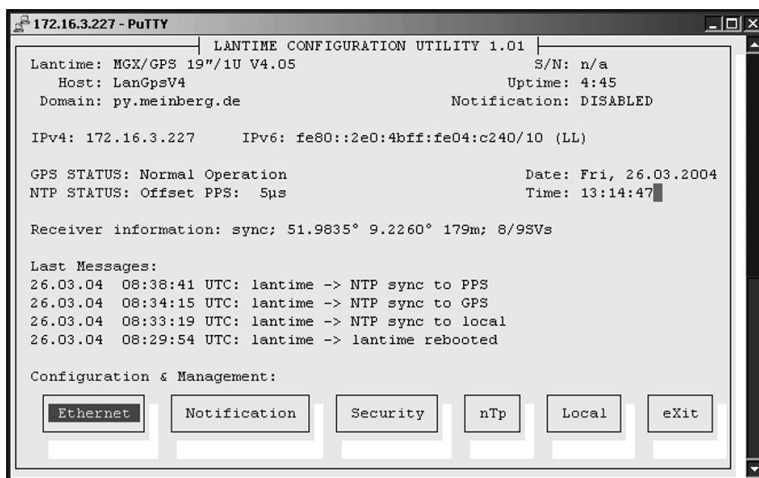 172.16.3.227 - PuTTY
LANTIME CONFIGURATION UTILITY 1.01
Lantime: MGX/GPS 19"/1U V4.05 S/N: n/a
Host: LanGpsV4 Uptime: 4:45
Domain: py.meinberg.de Notification: DISABLED
IPv4: 172.16.3.227 IPv6: fe80::2e0:4bff:fe04:c240/10 (LL)
GPS STATUS: Normal Operation Date: Fri, 26.03.2004
NTP STATUS: Offset PPS: 5µs Time: 13:14:47
Receiver information: sync; 51.9835° 9.2260° 179m; 8/9SVs
Last Messages:
26.03.04 08:38:41 UTC: lantime -> NTP sync to PPS
26.03.04 08:34:15 UTC: lantime -> NTP sync to GPS
26.03.04 08:33:19 UTC: lantime -> NTP sync to local
26.03.04 08:29:54 UTC: lantime -> lantime rebooted
Configuration & Management:
Ethernet Notification Security nTp Local eXit